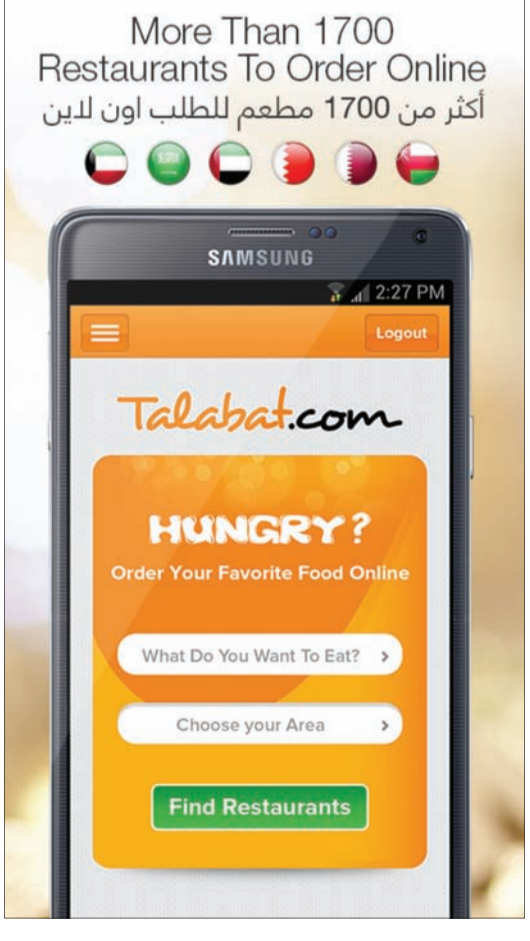 More Than 1700
Restaurants To Order Online
أكثر من 1700 مطعم للطلب اون لاين
SAMSUNG
2:27 PM
Logout
Talabat.com
HUNGRY?
Order Your Favorite Food Online
What Do You Want To Eat?
Choose your Area
Find Restaurants